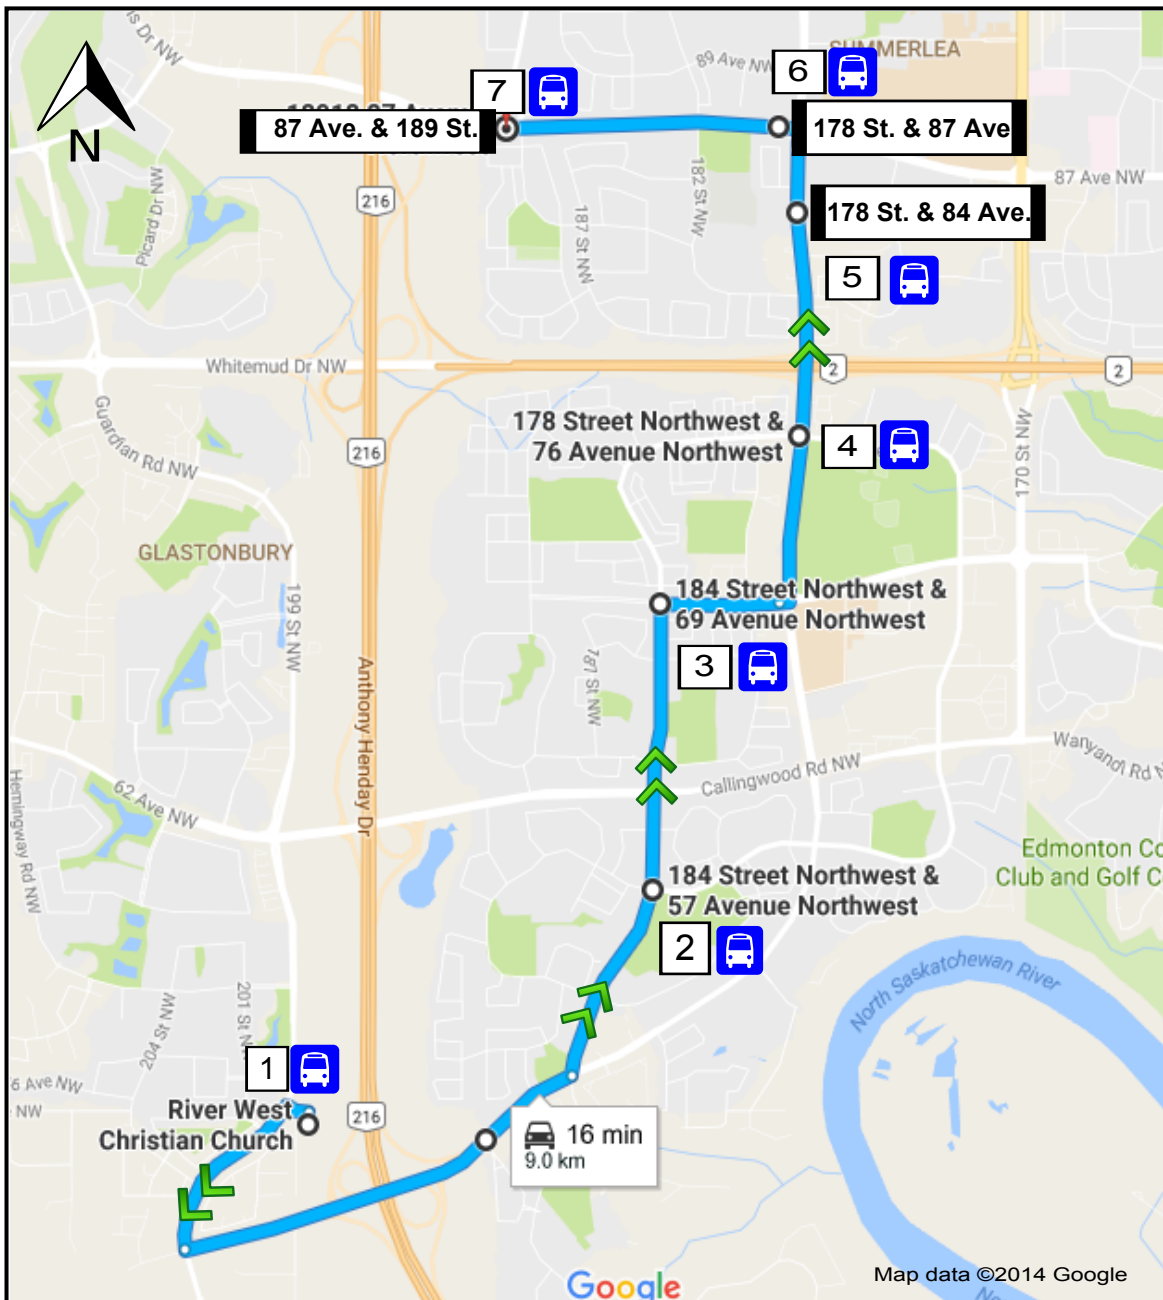 is Dr NW
SUMMERLEA
89 Ave NW
6
7
87 Ave. & 189 St.
178 St. & 87 Ave
N
87 Ave NW
182 St NW
Picard Dr NW
216
178 St. & 84 Ave.
187 St NW
5
Whitemud Dr NW
2
2
Guardian Rd NW
178 Street Northwest &
76 Avenue Northwest
4
216
170 St NW
GLASTONBURY
184 Street Northwest &
69 Avenue Northwest
199 St NW
3
187 St NW
Anthony Henday Dr
Wanyandi Rd N
Callingwood Rd NW
62 Ave NW
Hemingway Rd NW
Edmonton Co
Club and Golf C
184 Street Northwest &
57 Avenue Northwest
2
North Saskatchewan River
201 St N
204 St NW
1
6 Ave NW
NW
River West
Christian Church
216
16 min
9.0 km
Google
Map data ©2014 Google
No